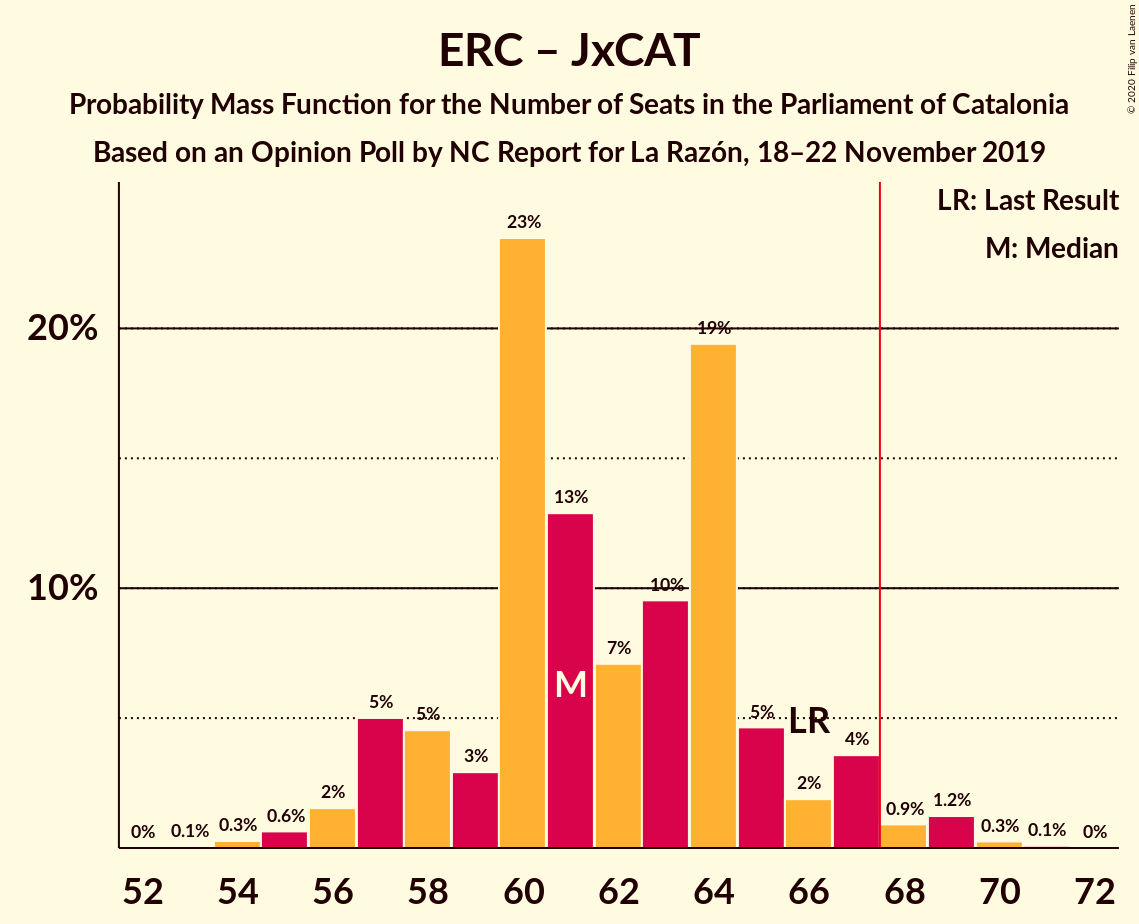 ERC – JxCAT
Probability Mass Function for the Number of Seats in the Parliament of Catalonia
Based on an Opinion Poll by NC Report for La Razón, 18–22 November 2019
© 2020 Filip van Laenen
LR: Last Result
M: Median
20%
10%
0% 0.1% 0.3% 0.6% 2% 5% 5% 3% 23% 13% 7% 10% 19% 5% 2% 4% 0.9% 1.2% 0.3% 0.1% 0%
M
LR
52 54 56 58 60 62 64 66 68 70 72